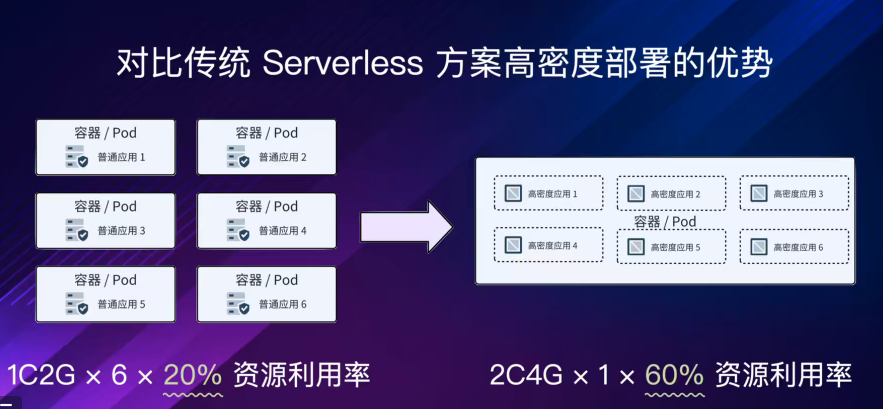 对比传统 Serverless 方案高密度部署的优势
容器 / Pod
普通应用 1
容器 / Pod
普通应用 2
容器 / Pod
普通应用 3
容器 / Pod
普通应用 4
容器 / Pod
普通应用 5
容器 / Pod
普通应用 6
高密度应用 1
高密度应用 2
高密度应用 3
容器 / Pod
高密度应用 4
高密度应用 5
高密度应用 6
1C2G × 6 × 20% 资源利用率
2C4G × 1 × 60% 资源利用率